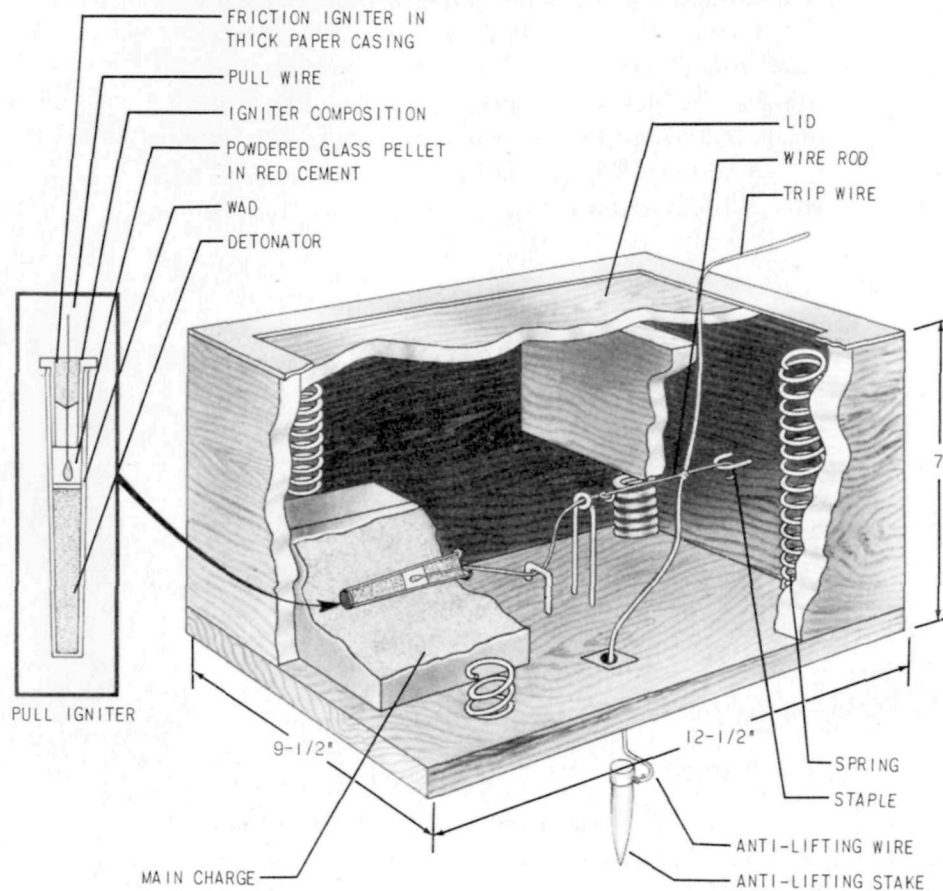 FRICTION IGNITER IN
THICK PAPER CASING
PULL WIRE
IGNITER COMPOSITION
POWDERED GLASS PELLET
IN RED CEMENT
WAD
DETONATOR
LID
WIRE ROD
TRIP WIRE
7
PULL IGNITER
9-1/2"
12-1/2"
SPRING
STAPLE
ANTI-LIFTING WIRE
MAIN CHARGE
ANTI-LIFTING STAKE